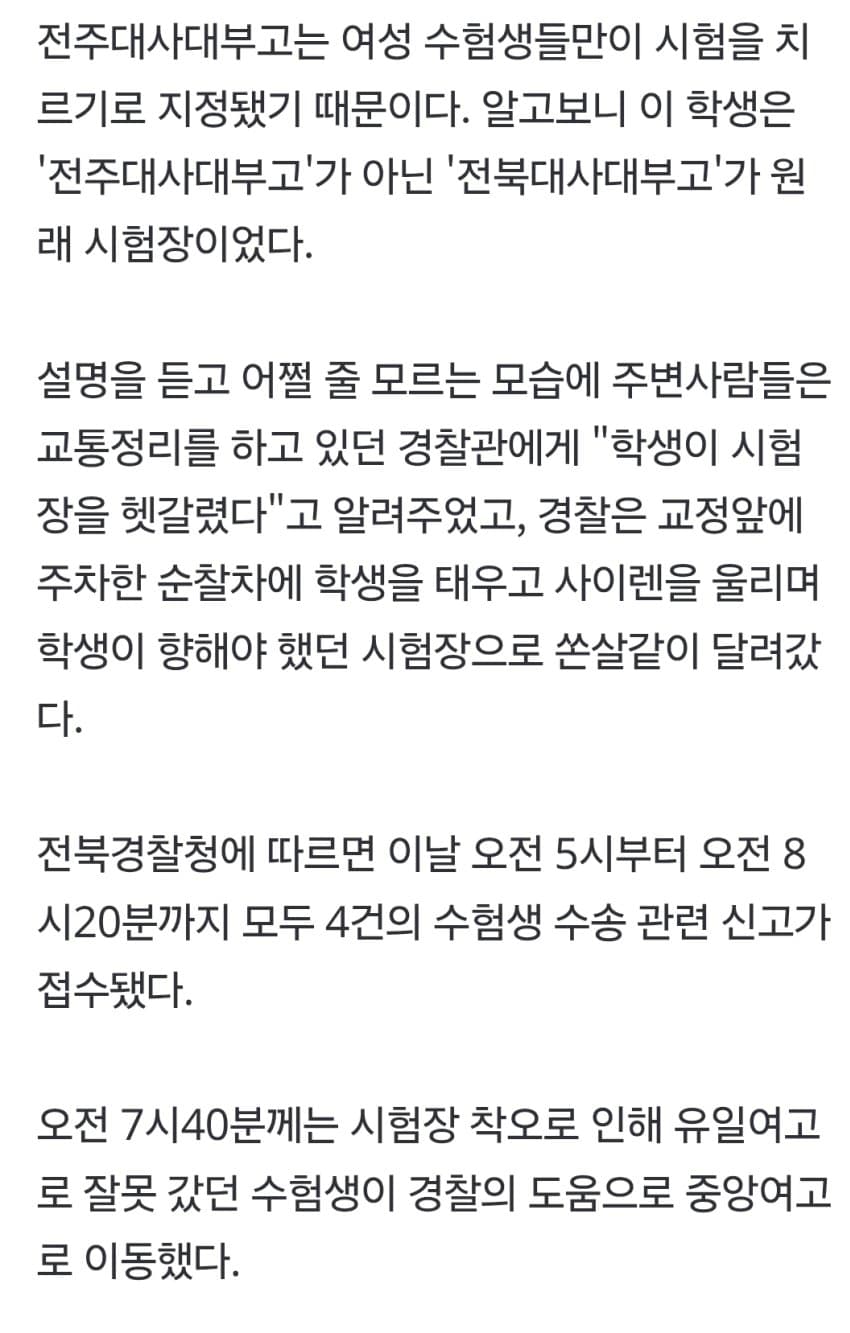 전주대사대부고는 여성 수험생들만이 시험을 치
르기로 지정됐기 때문이다. 알고보니 이 학생은
'전주대사대부고'가 아닌 '전북대사대부고'가 원
래 시험장이었다.
설명을 듣고 어쩔 줄 모르는 모습에 주변사람들은
교통정리를 하고 있던 경찰관에게 "학생이 시험
장을 헷갈렸다"고 알려주었고, 경찰은 교정앞에
주차한 순찰차에 학생을 태우고 사이렌을 울리며
학생이 향해야 했던 시험장으로 쏜살같이 달려갔
다.
전북경찰청에 따르면 이날 오전 5시부터 오전 8
시20분까지 모두 4건의 수험생 수송 관련 신고가
접수됐다.
오전 7시40분께는 시험장 착오로 인해 유일여고
로 잘못 갔던 수험생이 경찰의 도움으로 중앙여고
로 이동했다.